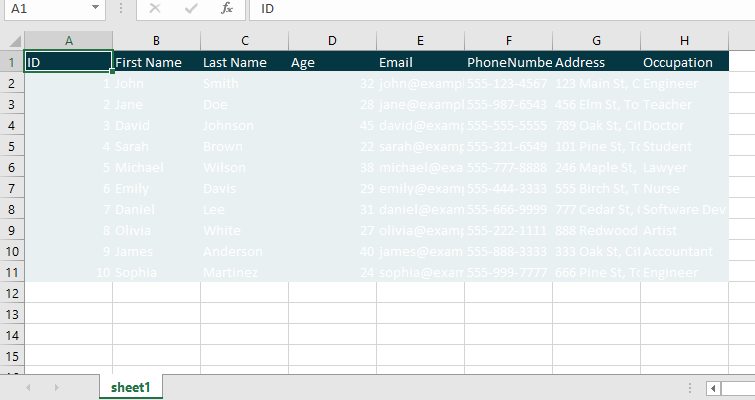 A1 fx ID
A B C D E F G H
1 ID First Name Last Name Age Email PhoneNumbe Address Occupation
2 1 John Smith 32 john@exampl 555-123-4567 123 Main St, C Engineer
3 2 Jane Doe 28 jane@exampl 555-987-6543 456 Elm St, To Teacher
4 3 David Johnson 45 david@examp 555-555-5555 789 Oak St, Cit Doctor
5 4 Sarah Brown 22 sarah@examp 555-321-6549 101 Pine St, To Student
6 5 Michael Wilson 38 michael@exam 555-777-8888 246 Maple St, Lawyer
7 6 Emily Davis 29 emily@examp 555-444-3333 555 Birch St, T Nurse
8 7 Daniel Lee 31 daniel@exam 555-666-9999 777 Cedar St, Software Dev
9 8 Olivia White 27 olivia@examp 555-222-1111 888 Redwood Artist
10 9 James Anderson 40 james@exam 555-888-3333 333 Oak St, Cit Accountant
11 10 Sophia Martinez 24 sophia@exam 555-999-7777 666 Pine St, To Engineer
12
13
14
15
sheet1